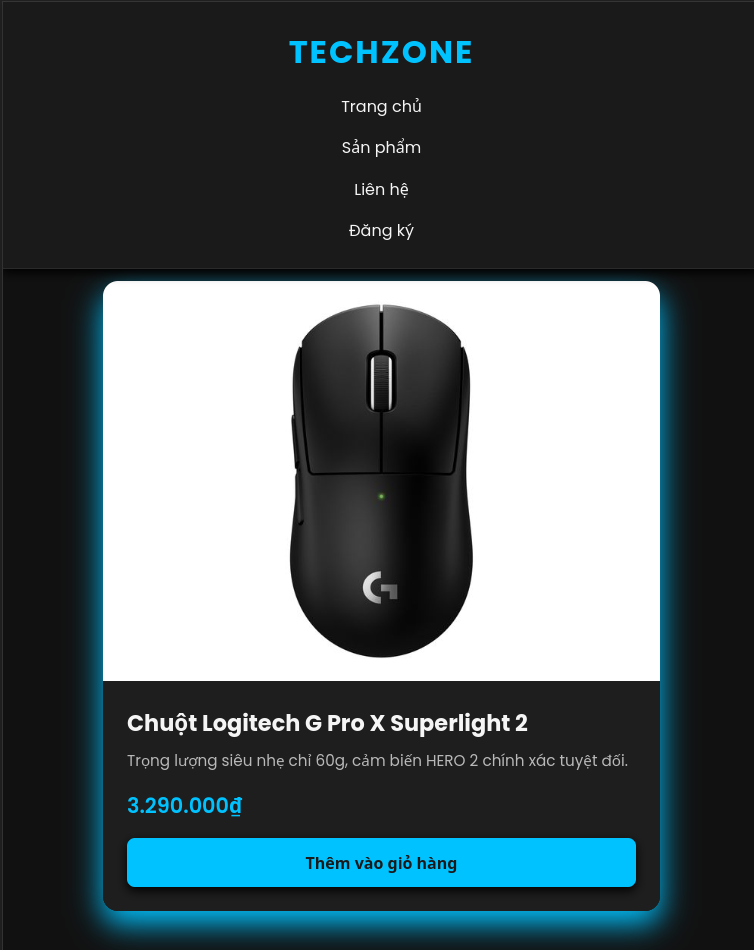 TECHZONE
Trang chủ
Sản phẩm
Liên hệ
Đăng ký
G
Chuột Logitech G Pro X Superlight 2
Trọng lượng siêu nhẹ chỉ 60g, cảm biến HERO 2 chính xác tuyệt đối.
3.290.000₫
Thêm vào giỏ hàng